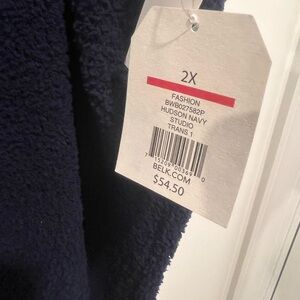 2X
FASHION
BWB027582P
HUDSON NAVY
STUDIO
TRANS 1
BELK.COM
$54.50